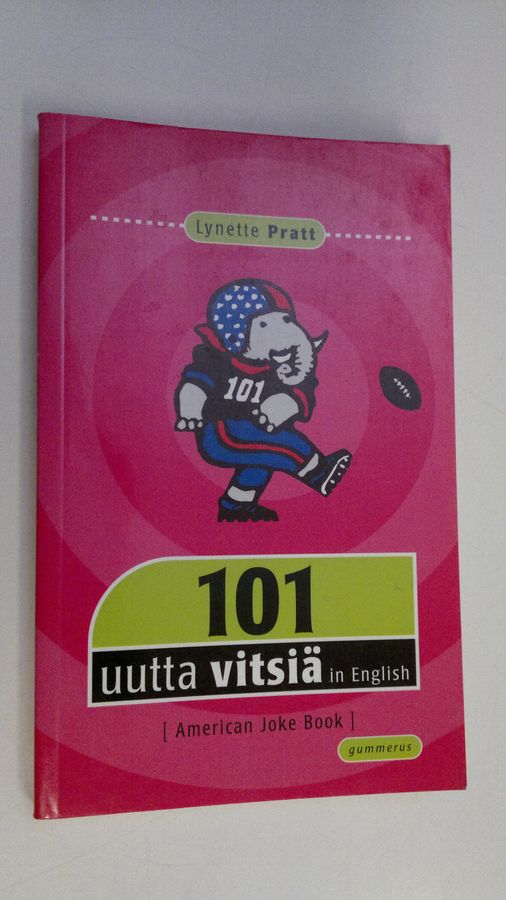 Lynette Pratt
101
101
uutta vitsiä in English
[ American Joke Book ]
gummerus